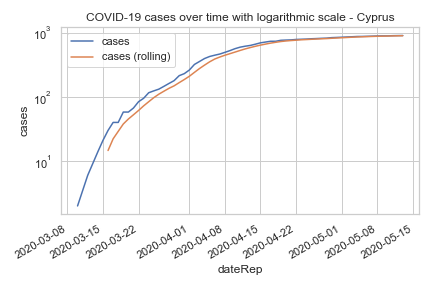 COVID-19 cases over time with logarithmic scale - Cyprus
cases
cases (rolling)
10³
10²
10¹
cases
2020-03-08
2020-03-15
2020-03-22
2020-04-01
2020-04-08
2020-04-15
2020-04-22
2020-05-01
2020-05-08
2020-05-15
dateRep